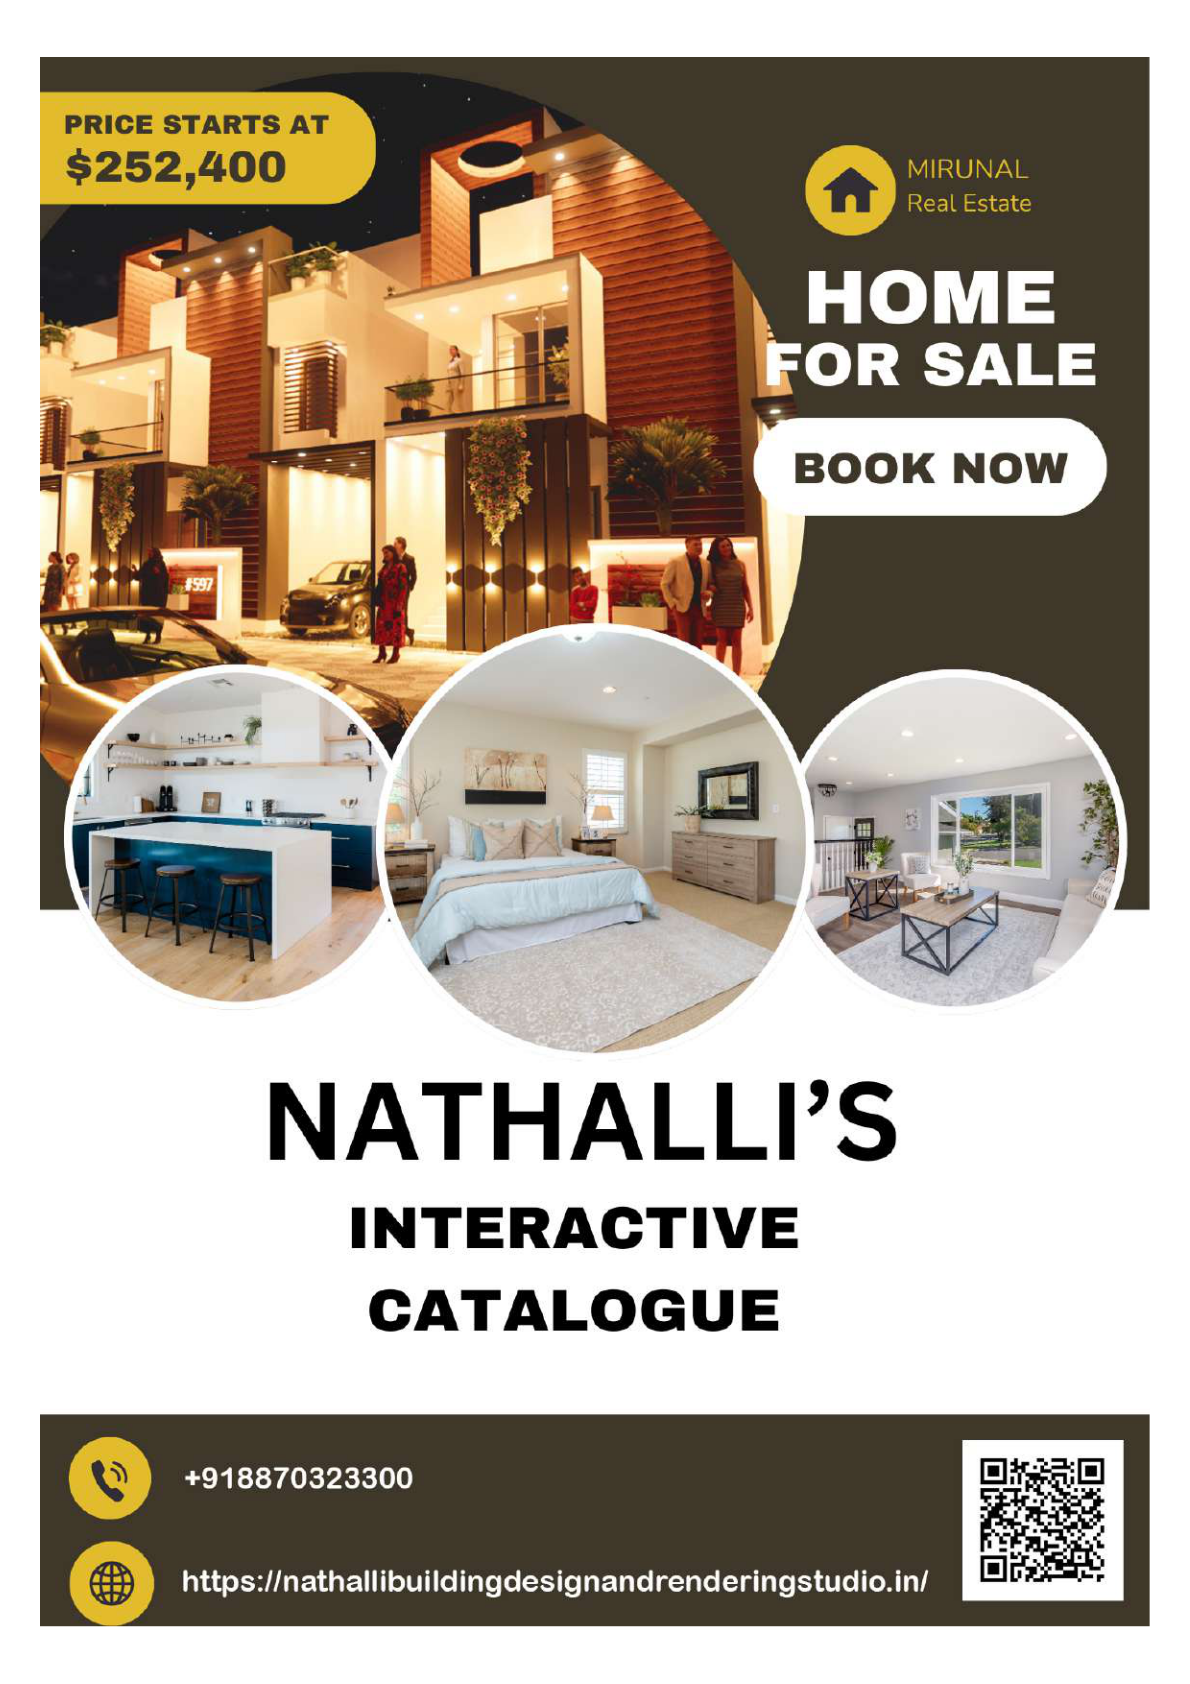 PRICE STARTS AT
$252,400
MIRUNAL
Real Estate
HOME
FOR SALE
BOOK NOW
#597
NATHALLI’S
INTERACTIVE
CATALOGUE
+918870323300
https://nathallibuildingdesignandrenderingstudio.in/